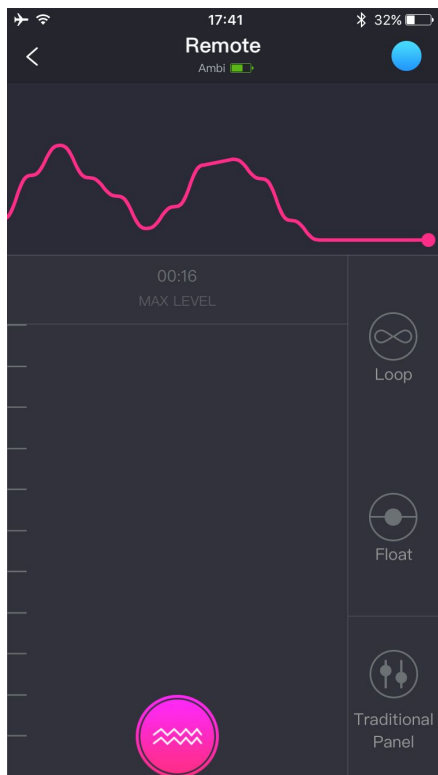 17:41
32%
Remote
Ambi
00:16
MAX LEVEL
Loop
Float
Traditional
Panel